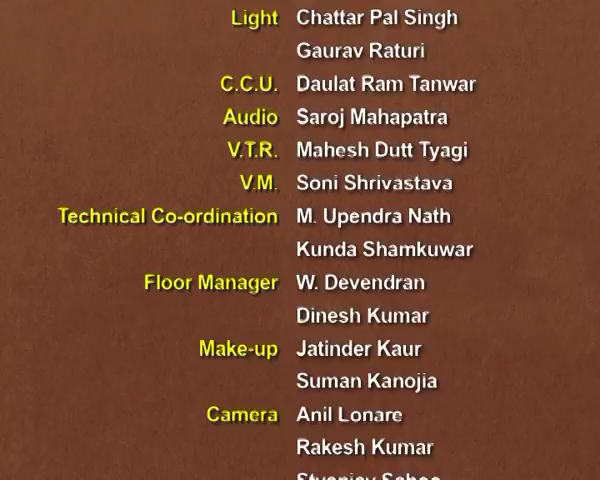 Light Chattar Pal Singh
Gaurav Raturi
C.C.U. Daulat Ram Tanwar
Audio Saroj Mahapatra
V.T.R. Mahesh Dutt Tyagi
V.M. Soni Shrivastava
Technical Co-ordination M. Upendra Nath
Kunda Shamkuwar
Floor Manager W. Devendran
Dinesh Kumar
Make-up Jatinder Kaur
Suman Kanojia
Camera Anil Lonare
Rakesh Kumar